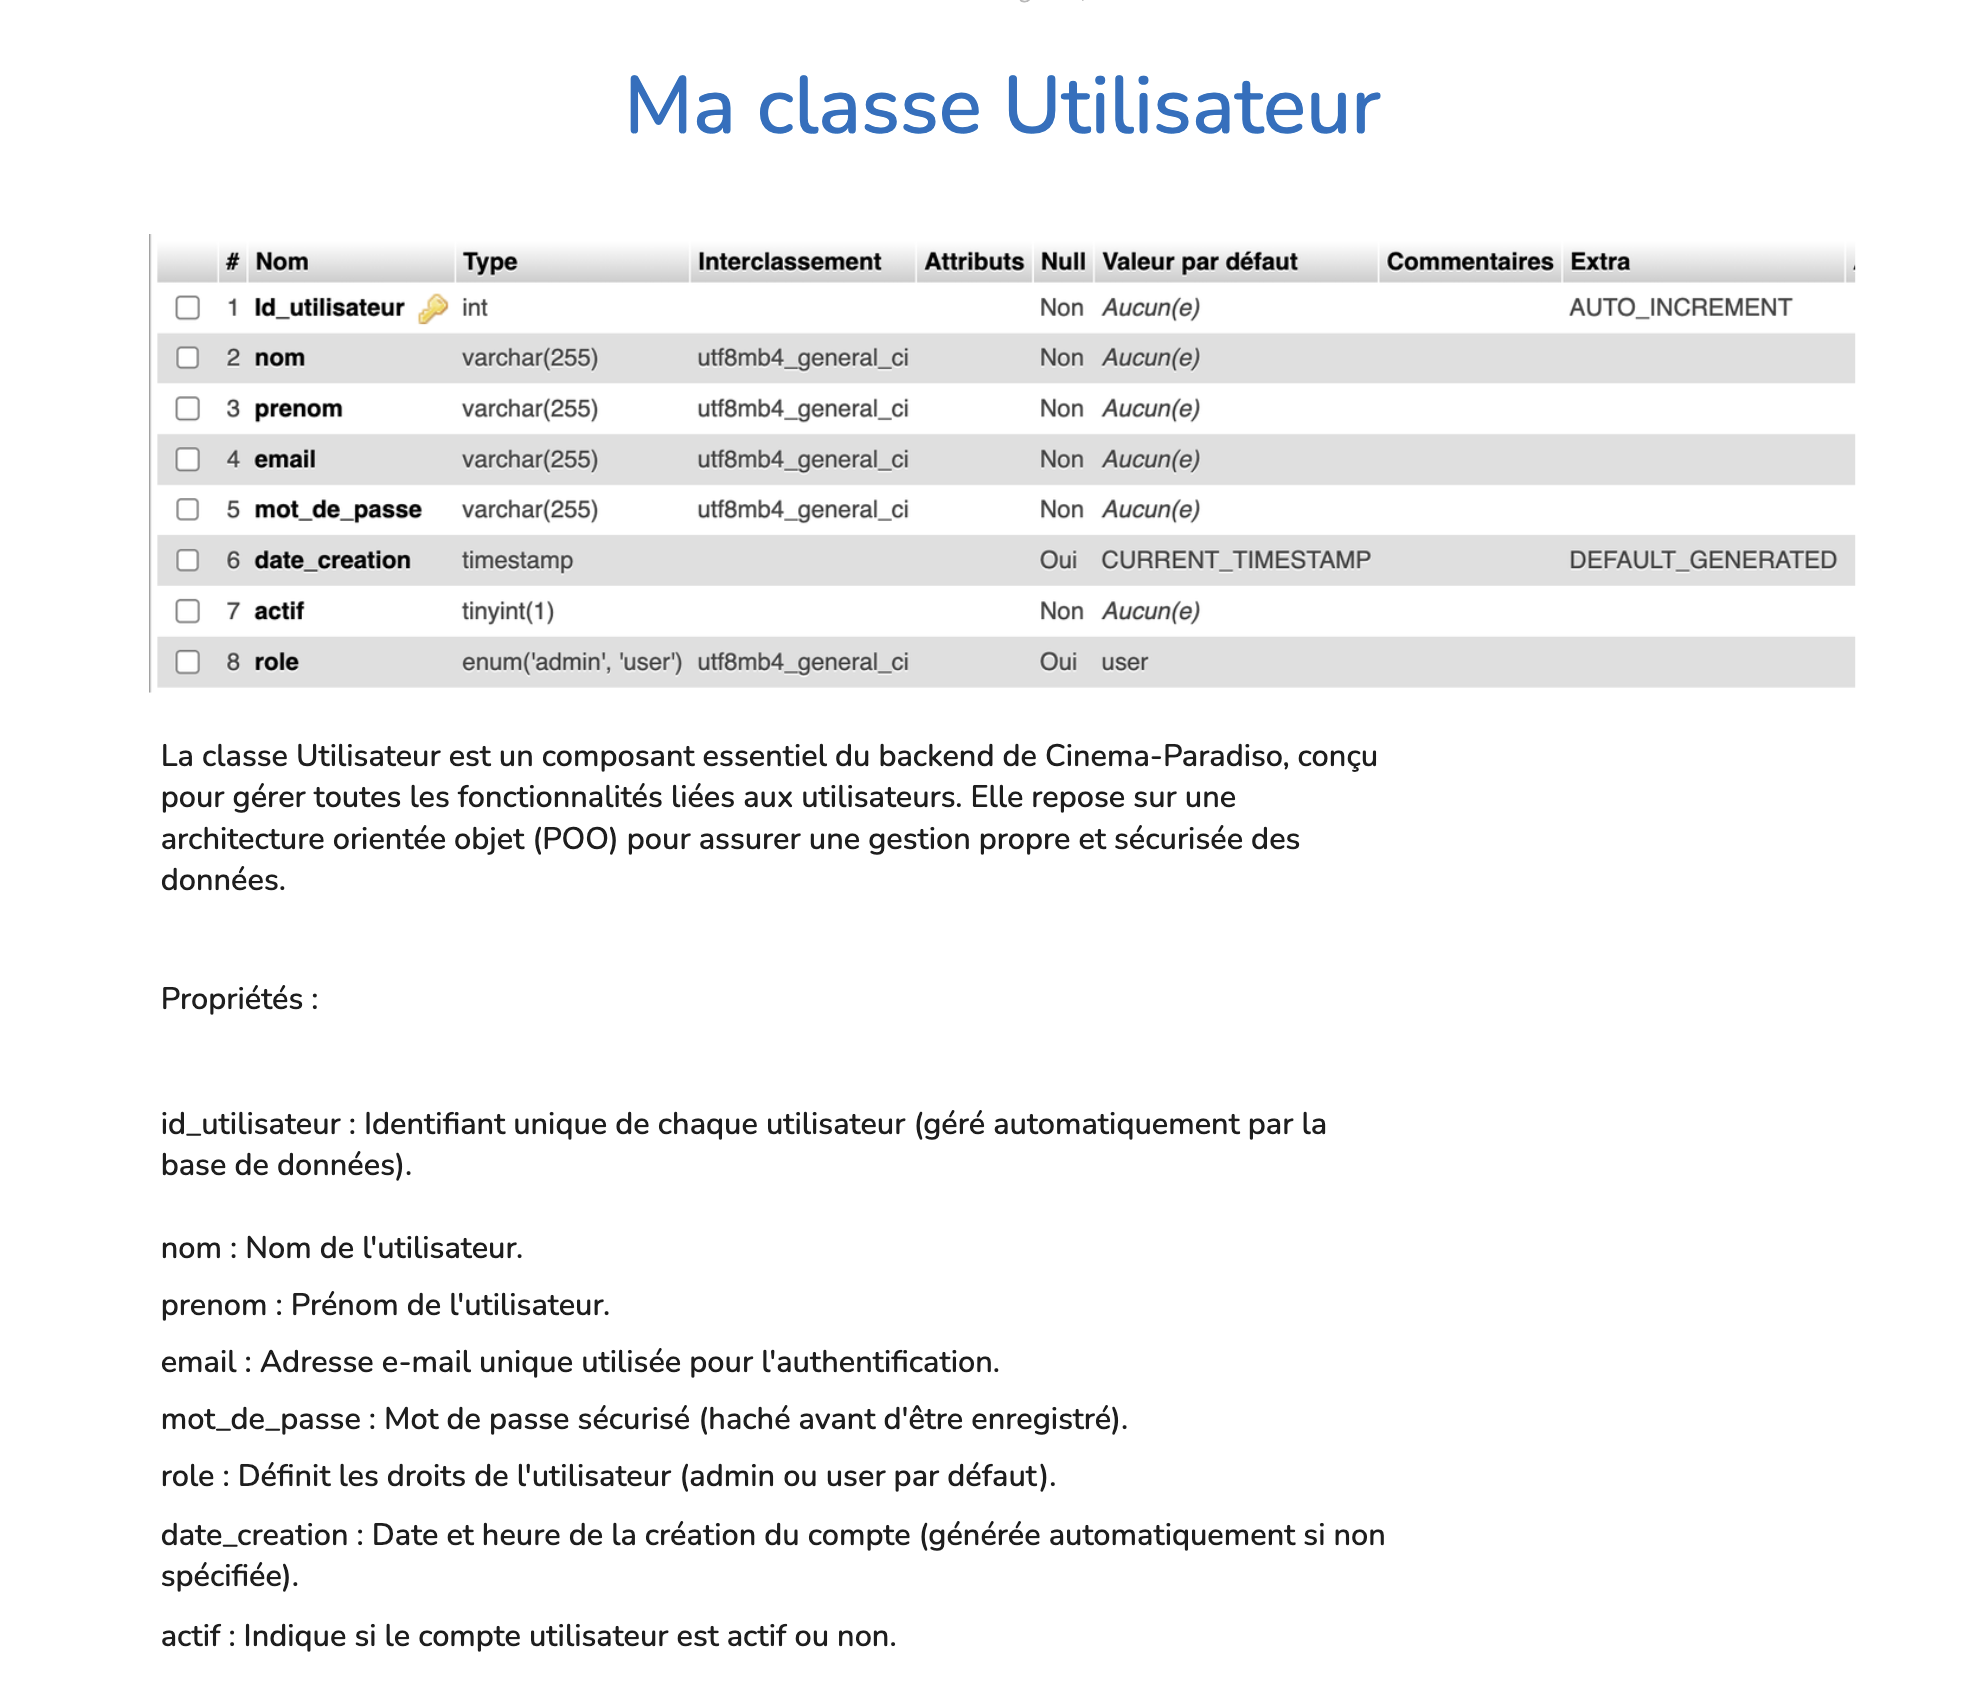 Ma classe Utilisateur
# Nom Type Interclassement Attributs Null Valeur par défaut Commentaires Extra
1 Id_utilisateur int Non Aucun(e) AUTO_INCREMENT
2 nom varchar(255) utf8mb4_general_ci Non Aucun(e)
3 prenom varchar(255) utf8mb4_general_ci Non Aucun(e)
4 email varchar(255) utf8mb4_general_ci Non Aucun(e)
5 mot_de_passe varchar(255) utf8mb4_general_ci Non Aucun(e)
6 date_creation timestamp Oui CURRENT_TIMESTAMP DEFAULT_GENERATED
7 actif tinyint(1) Non Aucun(e)
8 role enum('admin', 'user') utf8mb4_general_ci Oui user
La classe Utilisateur est un composant essentiel du backend de Cinema-Paradiso, conçu
pour gérer toutes les fonctionnalités liées aux utilisateurs. Elle repose sur une
architecture orientée objet (POO) pour assurer une gestion propre et sécurisée des
données.
Propriétés :
id_utilisateur : Identifiant unique de chaque utilisateur (géré automatiquement par la
base de données).
nom : Nom de l'utilisateur.
prenom : Prénom de l'utilisateur.
email : Adresse e-mail unique utilisée pour l'authentification.
mot_de_passe : Mot de passe sécurisé (haché avant d'être enregistré).
role : Définit les droits de l'utilisateur (admin ou user par défaut).
date_creation : Date et heure de la création du compte (générée automatiquement si non
spécifiée).
actif : Indique si le compte utilisateur est actif ou non.